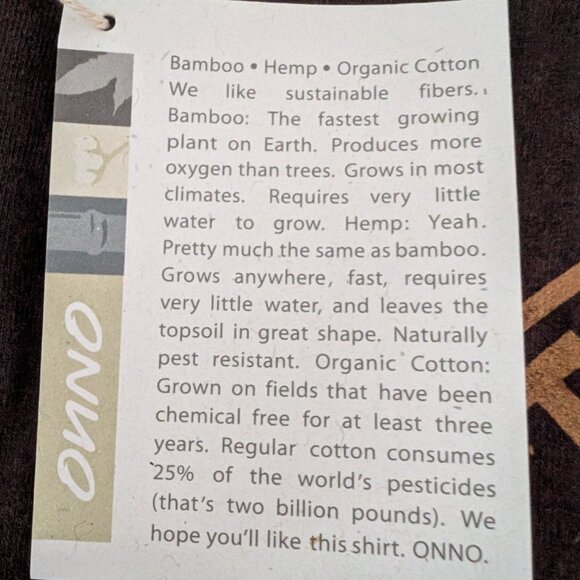 Bamboo • Hemp • Organic Cotton
We like sustainable fibers.
Bamboo: The fastest growing
plant on Earth. Produces more
oxygen than trees. Grows in most
climates. Requires very little
water to grow. Hemp: Yeah.
Pretty much the same as bamboo.
Grows anywhere, fast, requires
very little water, and leaves the
topsoil in great shape. Naturally
pest resistant. Organic Cotton:
Grown on fields that have been
chemical free for at least three
years. Regular cotton consumes
25% of the world's pesticides
(that's two billion pounds). We
hope you'll like this shirt. ONNO.
ONNO